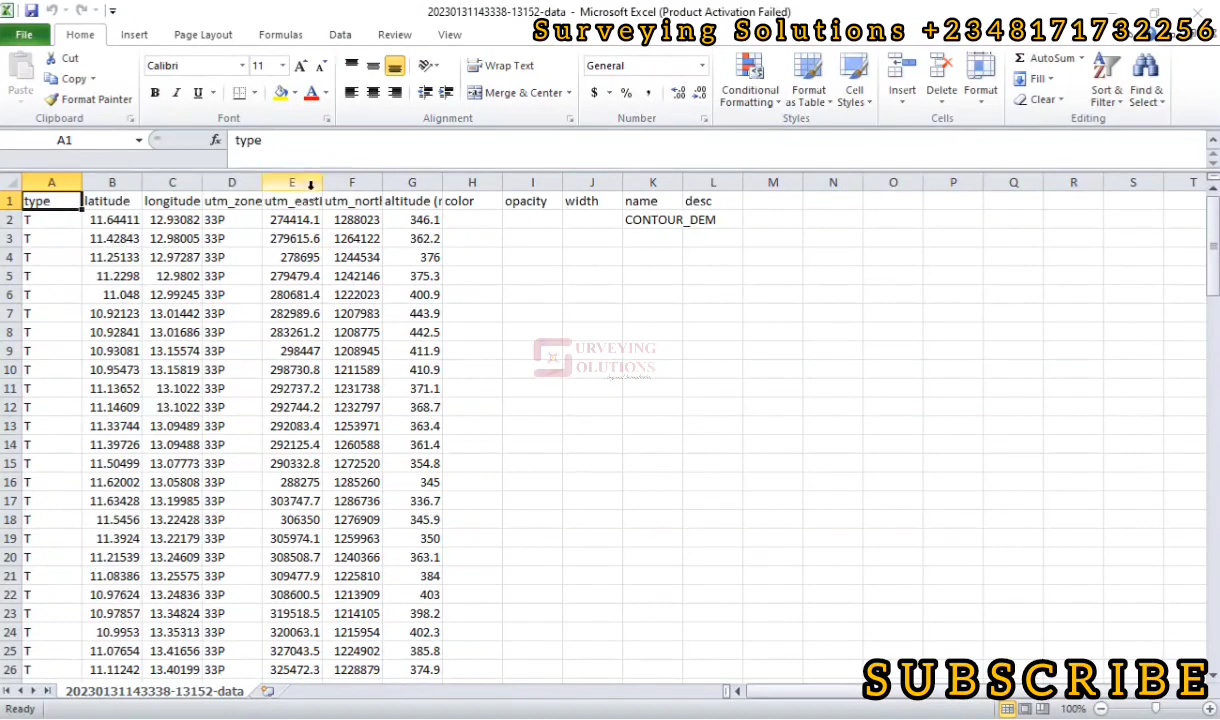 20230131143338-13152-data - Microsoft Excel (Product Activation Failed)
Surveying Solutions +2348171732256
File Home Insert Page Layout Formulas Data Review View
Paste Cut Copy Format Painter
Calibri 11
B I U
Wrap Text Merge & Center
General
$ % ,
Conditional Formatting Format as Table Cell Styles
Insert Delete Format
AutoSum Fill Clear Sort & Filter Find & Select
Clipboard Font Alignment Number Styles Cells Editing
A1 fx type
A B C D E F G H I J K L M N O P Q R S T
1 type latitude longitude utm_zone utm_easti utm_north altitude (r color opacity width name desc
2 T 11.64411 12.93082 33P 274414.1 1288023 346.1 CONTOUR_DEM
3 T 11.42843 12.98005 33P 279615.6 1264122 362.2
4 T 11.25133 12.97287 33P 278695 1244534 376
5 T 11.2298 12.9802 33P 279479.4 1242146 375.3
6 T 11.048 12.99245 33P 280681.4 1222023 400.9
7 T 10.92123 13.01442 33P 282989.6 1207983 443.9
8 T 10.92841 13.01686 33P 283261.2 1208775 442.5
9 T 10.93081 13.15574 33P 298447 1208945 411.9
10 T 10.95473 13.15819 33P 298730.8 1211589 410.9
11 T 11.13652 13.1022 33P 292737.2 1231738 371.1
12 T 11.14609 13.1022 33P 292744.2 1232797 368.7
13 T 11.33744 13.09489 33P 292083.4 1253971 363.4
14 T 11.39726 13.09488 33P 292125.4 1260588 361.4
15 T 11.50499 13.07773 33P 290332.8 1272520 354.8
16 T 11.62002 13.05808 33P 288275 1285260 345
17 T 11.63428 13.19985 33P 303747.7 1286736 336.7
18 T 11.5456 13.22428 33P 306350 1276909 345.9
19 T 11.3924 13.22179 33P 305974.1 1259963 350
20 T 11.21539 13.24609 33P 308508.7 1240366 363.1
21 T 11.08386 13.25575 33P 309477.9 1225810 384
22 T 10.97624 13.24836 33P 308600.5 1213909 403
23 T 10.97857 13.34824 33P 319518.5 1214105 398.2
24 T 10.9953 13.35313 33P 320063.1 1215954 402.3
25 T 11.07654 13.41656 33P 327043.5 1224902 385.8
26 T 11.11242 13.40199 33P 325472.3 1228879 374.9
SURVEYING
SOLUTIONS
SUBSCRIBE
20230131143338-13152-data
Ready 100%